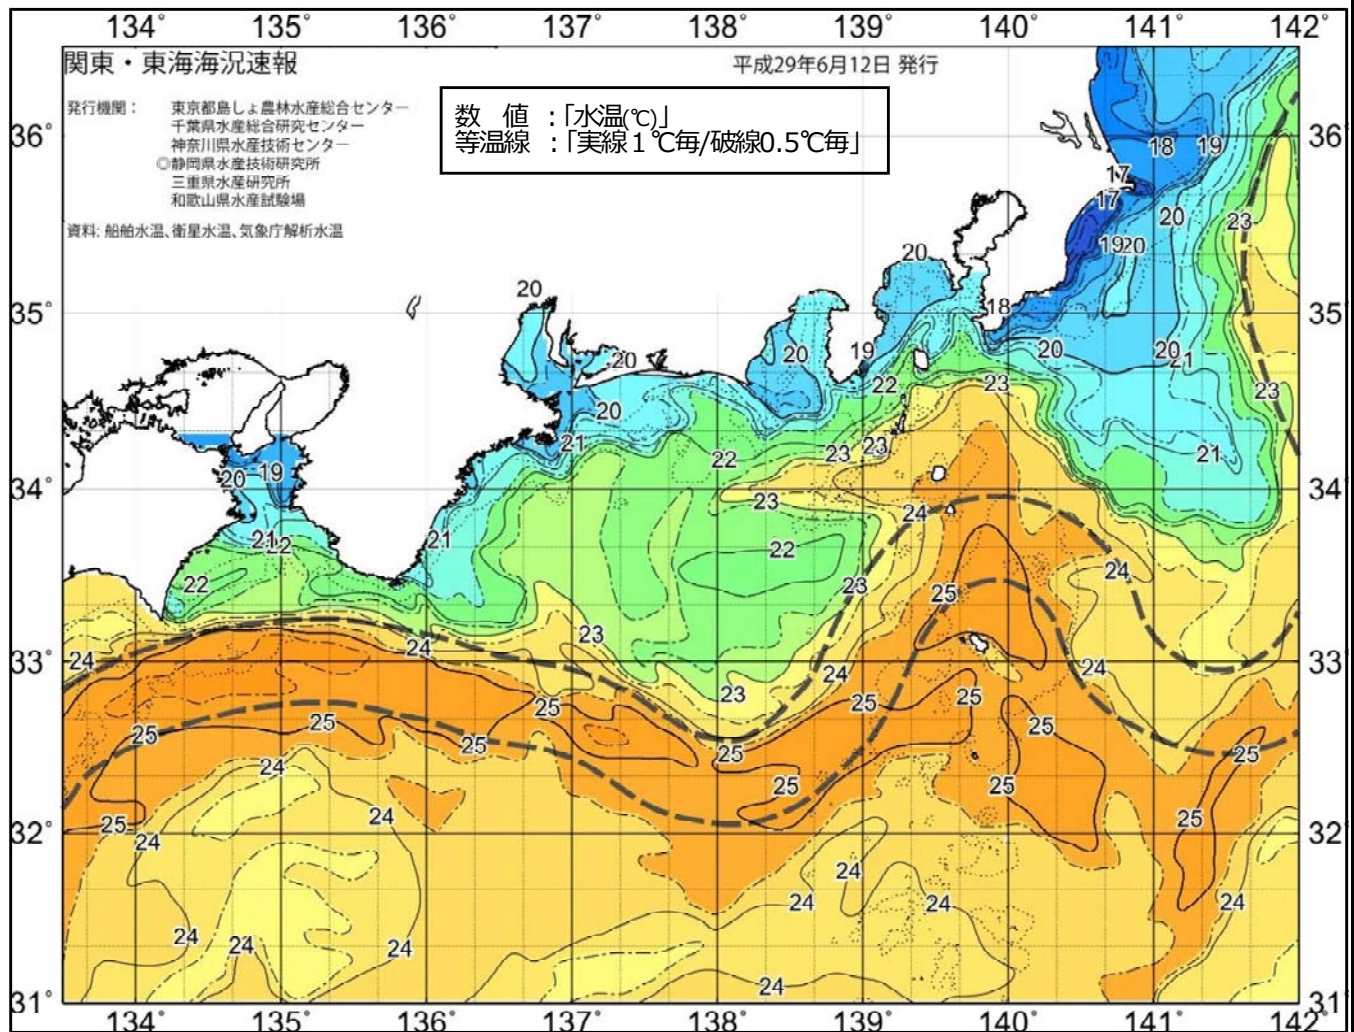 134° 135° 136° 137° 138° 139° 140° 141° 142°
関東・東海海況速報
平成29年6月12日 発行
発行機関： 東京都島しょ農林水産総合センター
千葉県水産総合研究センター
神奈川県水産技術センター
◎静岡県水産技術研究所
三重県水産研究所
和歌山県水産試験場
資料: 船舶水温、衛星水温、気象庁解析水温
数 値 ：「水温(℃)」
等温線 ：「実線１℃毎/破線0.5℃毎」
36° 36°
18 19
17
17
20
23
19 20
20
20
35° 18 35°
20 19 20 20 21
20
22 23 23
20
21 22 23 23 21
19
20
34° 23 34°
24
21 22 21 22
22 23 24
25
23
24 24 33° 24 24 33°
23 25 25
25 25 25 25
25 25 25
24 25 25
25 24 25
32° 24 32°
24
24 24 24
24 24 24
24
31° 31°
134° 135° 136° 137° 138° 139° 140° 141° 142°